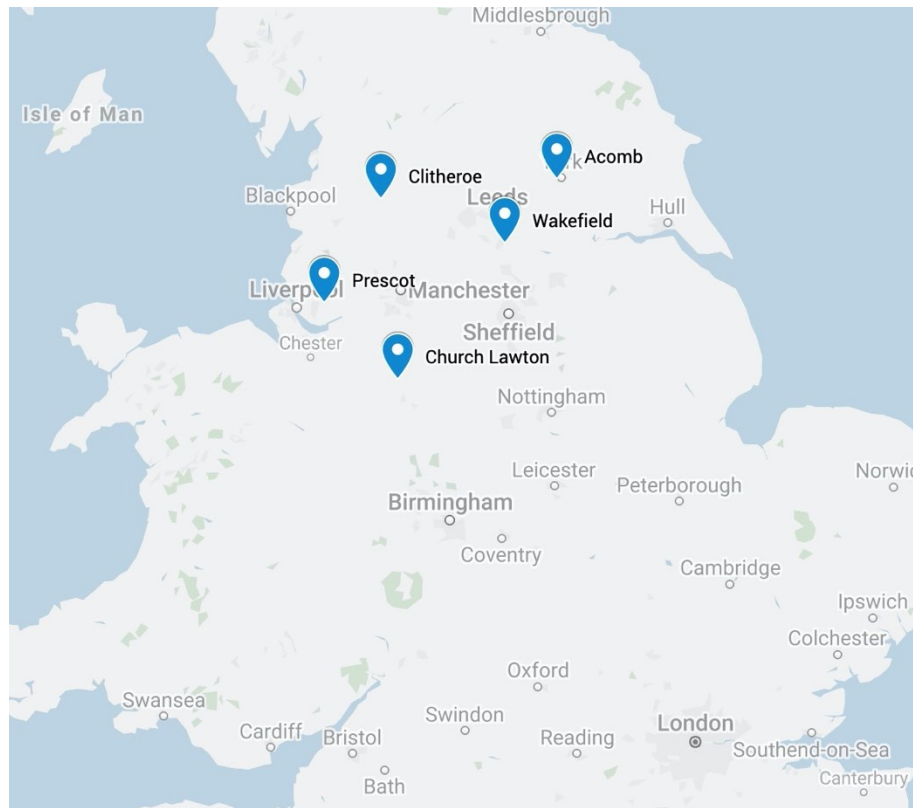 Middlesbrough
Isle of Man
Acomb
Clitheroe
Blackpool
Leeds
Hull
Wakefield
Prescot
Liverpool
Manchester
Chester
Sheffield
Church Lawton
Nottingham
Leicester
Peterborough
Norwic
Birmingham
Coventry
Cambridge
Ipswich
Colchester
Oxford
Swansea
Swindon
London
Cardiff
Bristol
Reading
Southend-on-Sea
Bath
Canterbury